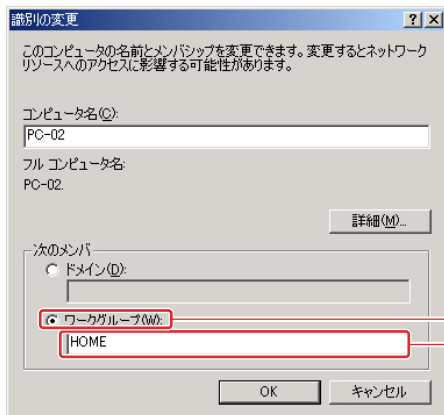 識別の変更
このコンピュータの名前とメンバシップを変更できます。変更するとネットワーク
リソースへのアクセスに影響する可能性があります。
コンピュータ名(C):
PC-02
フル コンピュータ名:
PC-02.
詳細(M)...
次のメンバ
ドメイン(D):
ワークグループ(W):
HOME
OK
キャンセル